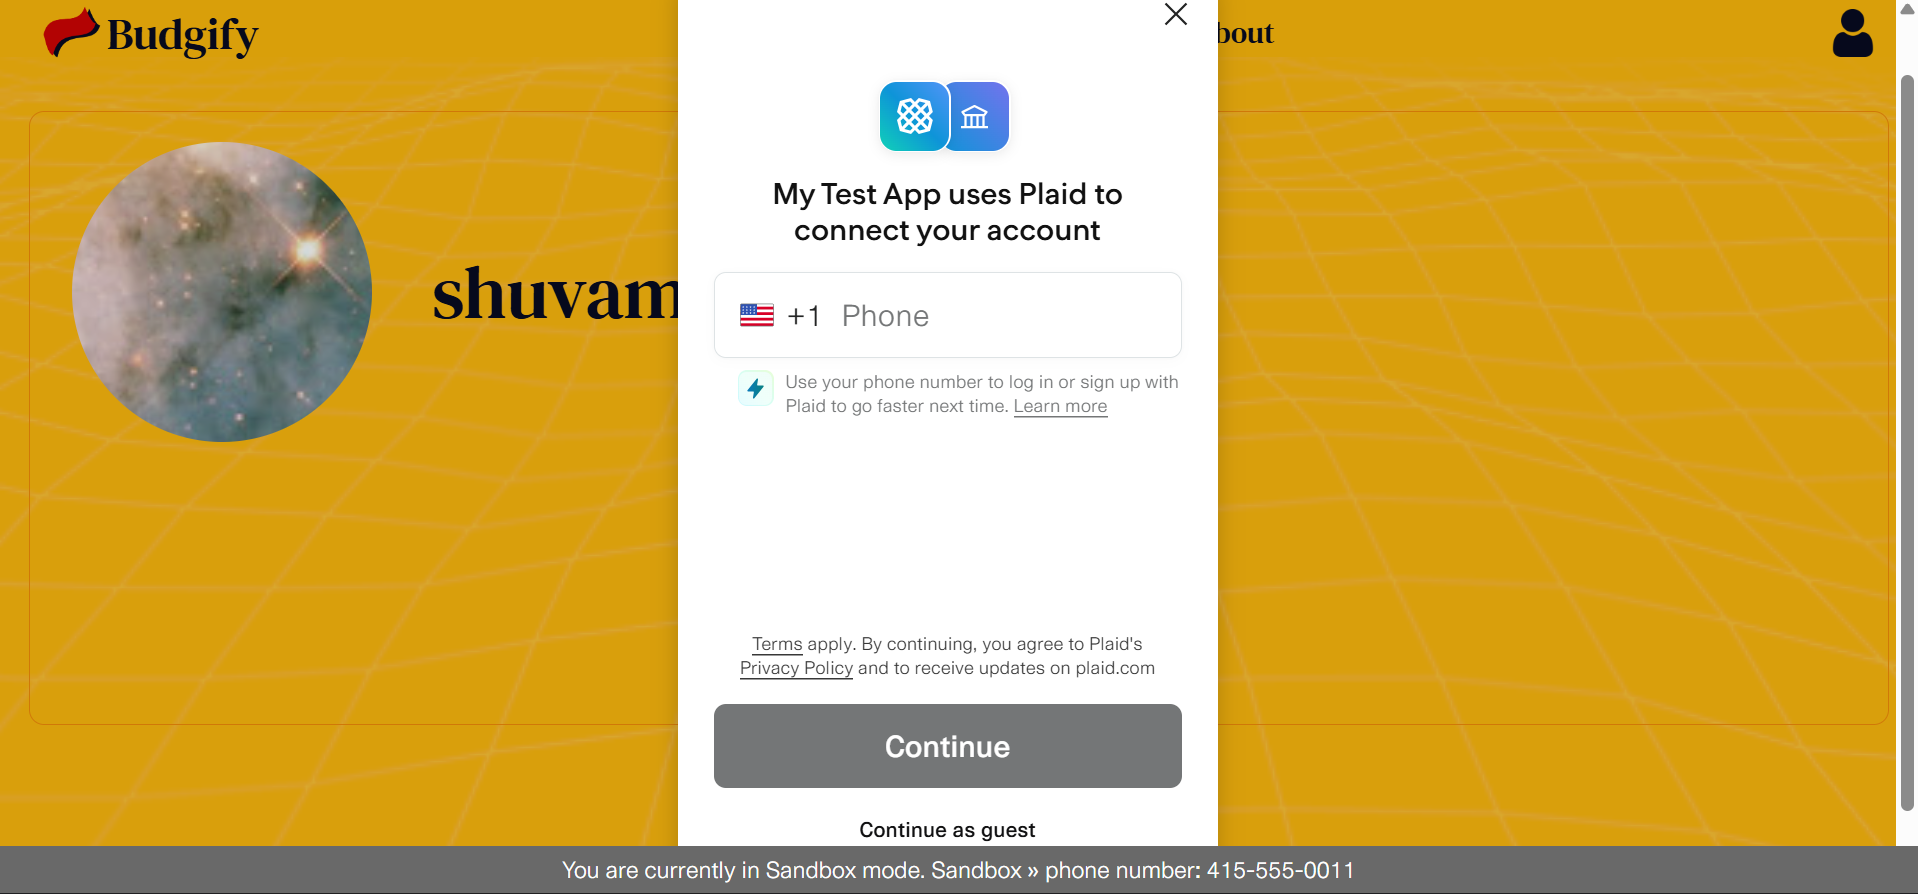 Budgify
bout
My Test App uses Plaid to
connect your account
shuvam
+1 Phone
Use your phone number to log in or sign up with
Plaid to go faster next time. Learn more
Terms apply. By continuing, you agree to Plaid's
Privacy Policy and to receive updates on plaid.com
Continue
Continue as guest
You are currently in Sandbox mode. Sandbox » phone number: 415-555-0011